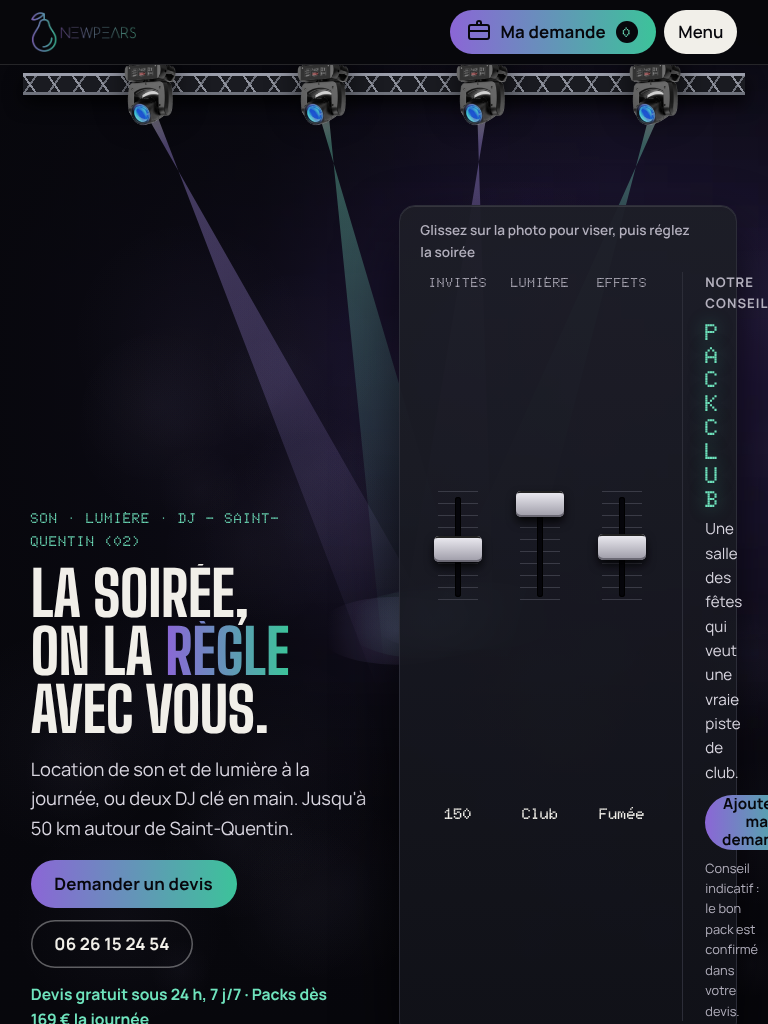 NEWPEARS
Ma demande 0
Menu
Glissez sur la photo pour viser, puis réglez
la soirée
INVITÉS LUMIÈRE EFFETS
NOTRE
CONSEIL
P
A
C
K
C
L
U
B
Une
salle
des
fêtes
qui
veut
une
vraie
piste
de
club.
150 Club Fumée
Conseil
indicatif :
le bon
pack est
confirmé
dans
votre
devis.
SON · LUMIÈRE · DJ — SAINT-
QUENTIN (02)
LA SOIRÉE,
ON LA RÈGLE
AVEC VOUS.
Location de son et de lumière à la
journée, ou deux DJ clé en main. Jusqu'à
50 km autour de Saint-Quentin.
Demander un devis
06 26 15 24 54
Devis gratuit sous 24 h, 7 j/7 · Packs dès
169 € la journée